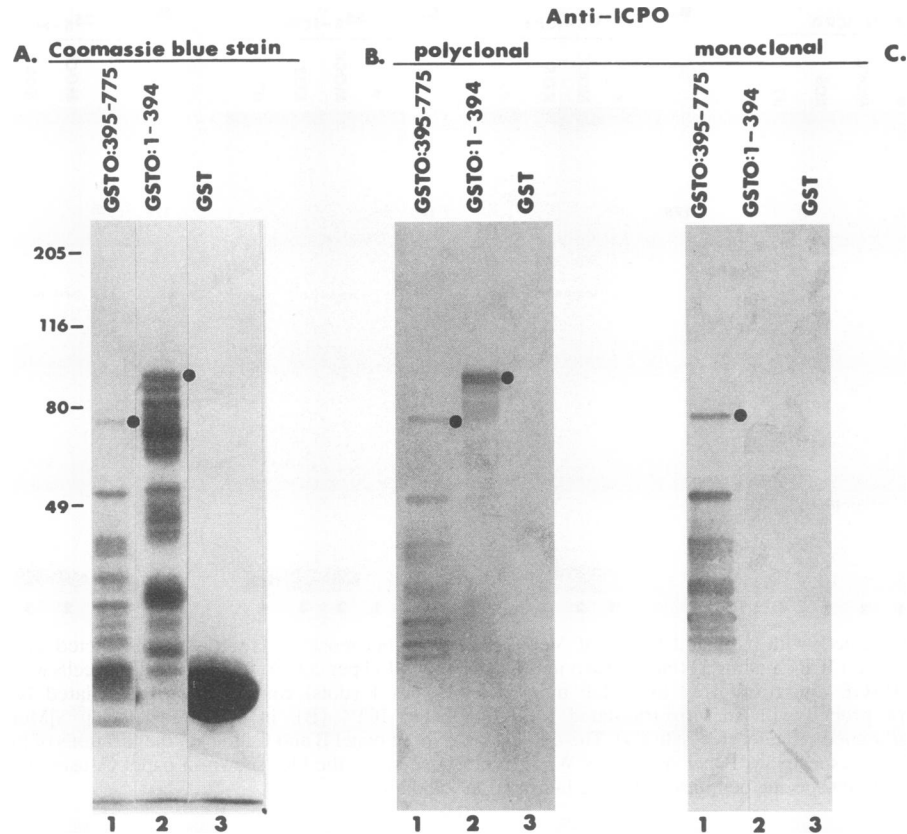 Anti-ICPO
A. Coomassie blue stain
B. polyclonal
monoclonal
C.
GSTO:395-775
GSTO:1-394
GST
GSTO:395-775
GSTO:1-394
GST
GSTO:395-775
GSTO:1-394
GST
205-
116-
80-
49-
1 2 3
1 2 3
1 2 3